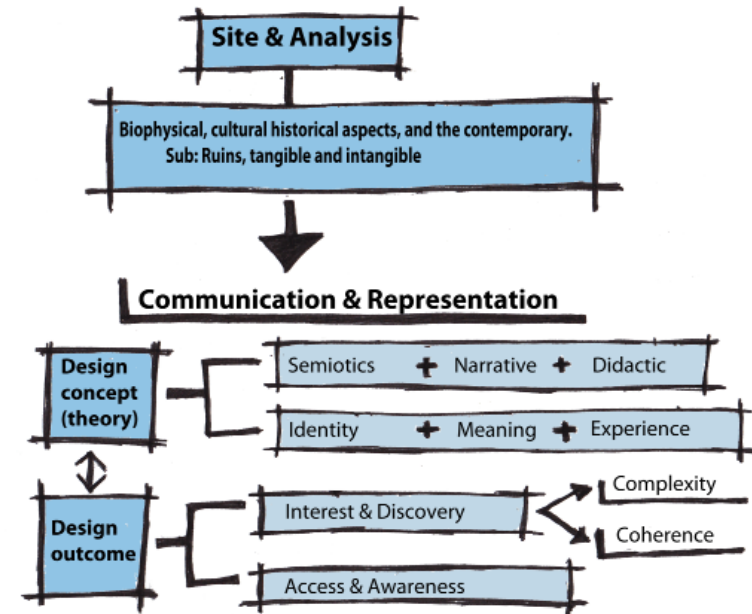 Site & Analysis
Biophysical, cultural historical aspects, and the contemporary.
Sub: Ruins, tangible and intangible
Communication & Representation
Design
concept
(theory)
Semiotics + Narrative + Didactic
Identity + Meaning + Experience
Design
outcome
Interest & Discovery
Complexity
Coherence
Access & Awareness